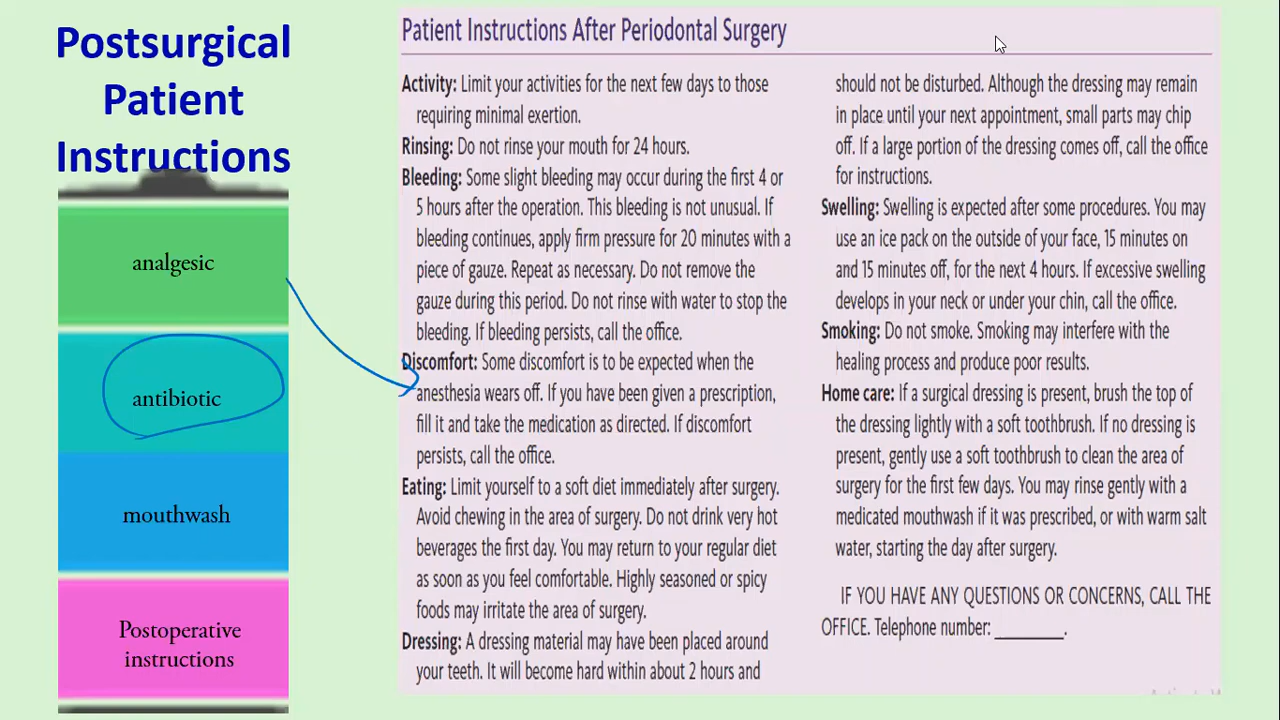 Postsurgical
Patient
Instructions
analgesic
antibiotic
mouthwash
Postoperative
instructions
Patient Instructions After Periodontal Surgery
Activity: Limit your activities for the next few days to those
requiring minimal exertion.
Rinsing: Do not rinse your mouth for 24 hours.
Bleeding: Some slight bleeding may occur during the first 4 or
5 hours after the operation. This bleeding is not unusual. If
bleeding continues, apply firm pressure for 20 minutes with a
piece of gauze. Repeat as necessary. Do not remove the
gauze during this period. Do not rinse with water to stop the
bleeding. If bleeding persists, call the office.
Discomfort: Some discomfort is to be expected when the
anesthesia wears off. If you have been given a prescription,
fill it and take the medication as directed. If discomfort
persists, call the office.
Eating: Limit yourself to a soft diet immediately after surgery.
Avoid chewing in the area of surgery. Do not drink very hot
beverages the first day. You may return to your regular diet
as soon as you feel comfortable. Highly seasoned or spicy
foods may irritate the area of surgery.
Dressing: A dressing material may have been placed around
your teeth. It will become hard within about 2 hours and
should not be disturbed. Although the dressing may remain
in place until your next appointment, small parts may chip
off. If a large portion of the dressing comes off, call the office
for instructions.
Swelling: Swelling is expected after some procedures. You may
use an ice pack on the outside of your face, 15 minutes on
and 15 minutes off, for the next 4 hours. If excessive swelling
develops in your neck or under your chin, call the office.
Smoking: Do not smoke. Smoking may interfere with the
healing process and produce poor results.
Home care: If a surgical dressing is present, brush the top of
the dressing lightly with a soft toothbrush. If no dressing is
present, gently use a soft toothbrush to clean the area of
surgery for the first few days. You may rinse gently with a
medicated mouthwash if it was prescribed, or with warm salt
water, starting the day after surgery.
IF YOU HAVE ANY QUESTIONS OR CONCERNS, CALL THE
OFFICE. Telephone number: ________.